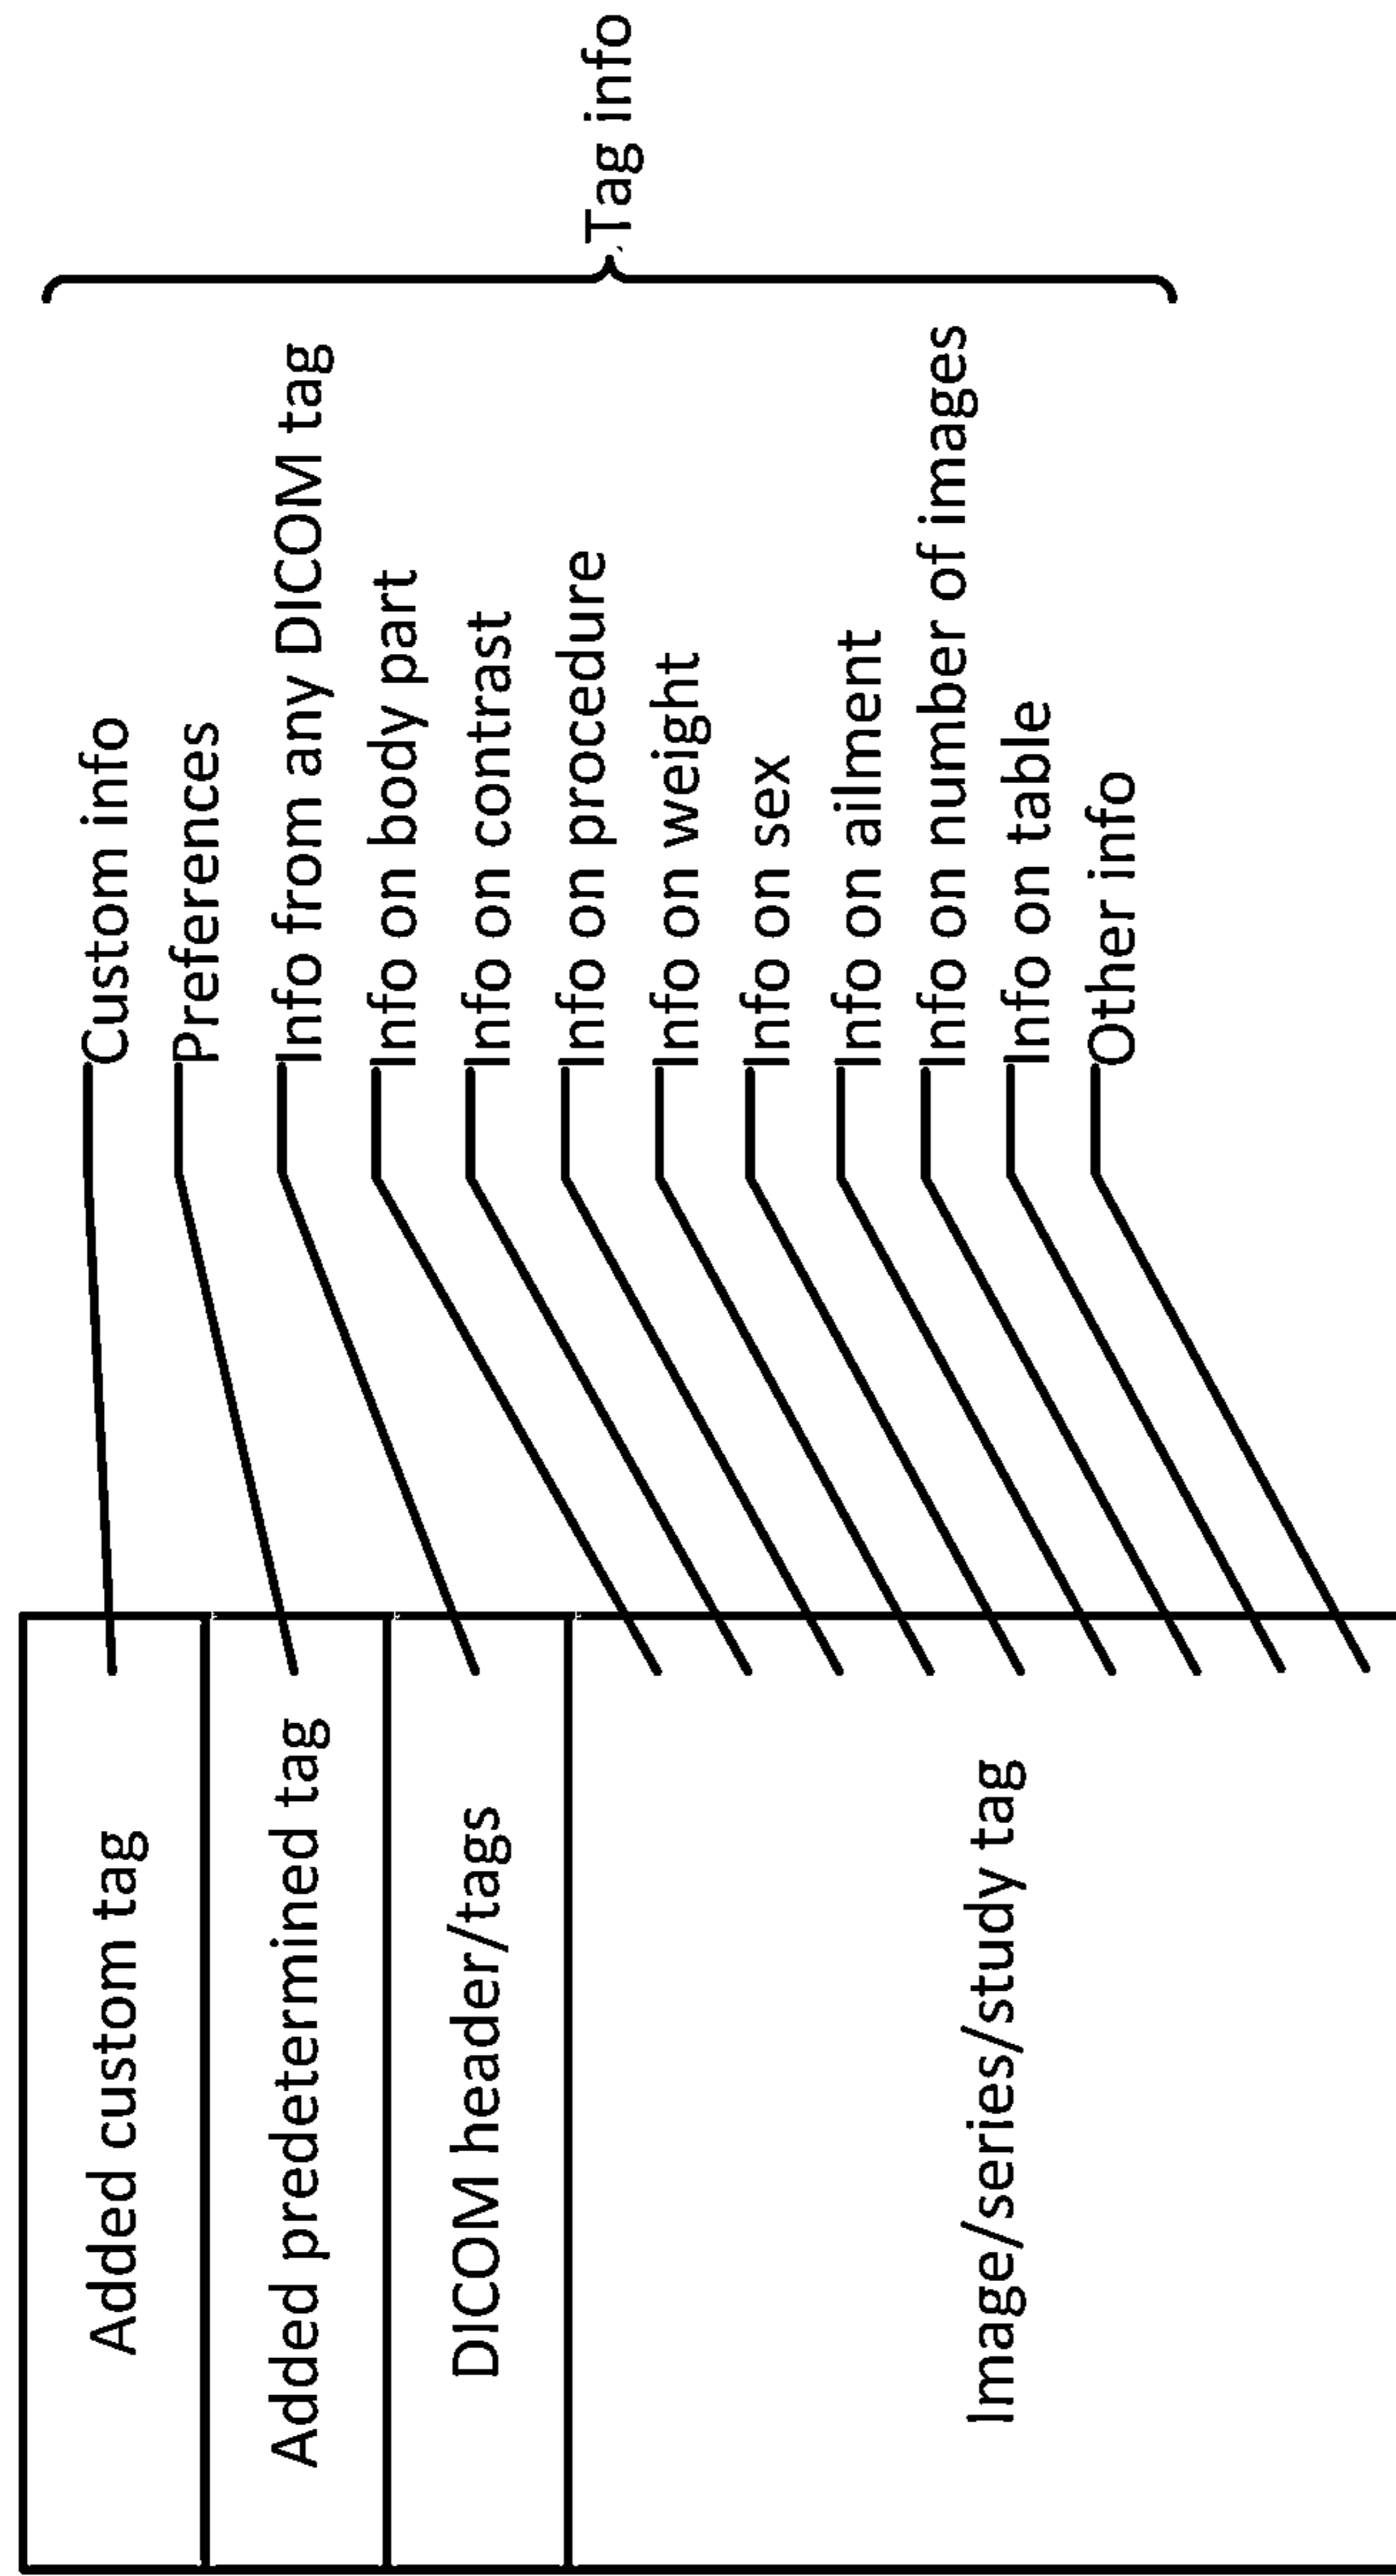 Added custom tag
Added predetermined tag
DICOM header/tags
Image/series/study tag
Custom info
Preferences
Info from any DICOM tag
Info on body part
Info on contrast
Info on procedure
Info on weight
Info on sex
Info on ailment
Info on number of images
Info on table
Other info
Tag info